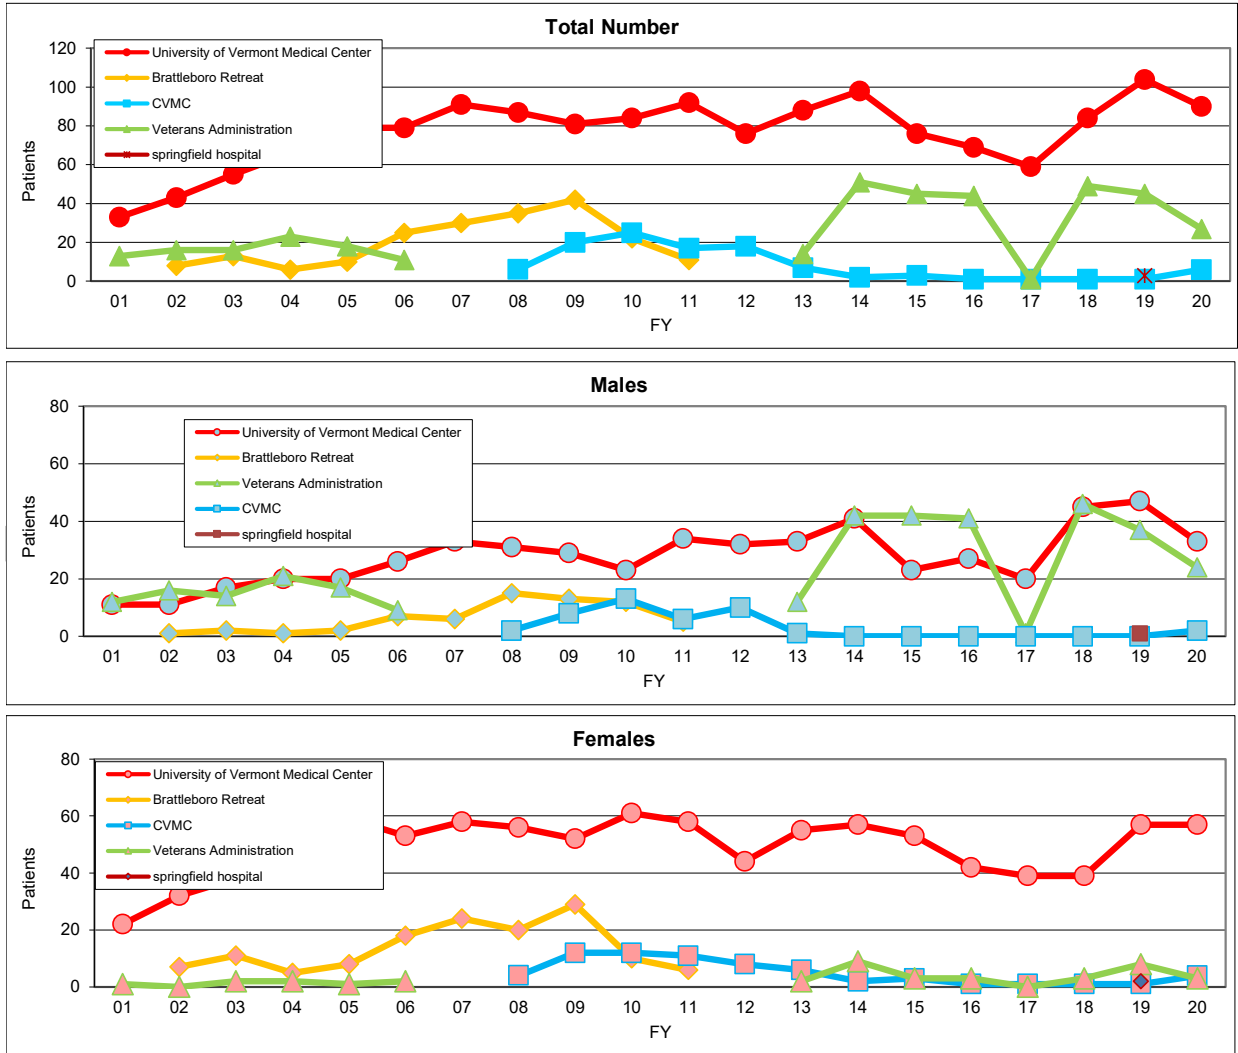 Total Number
120
100
80
60
40
20
0
Patients
University of Vermont Medical Center
Brattleboro Retreat
CVMC
Veterans Administration
springfield hospital
01 02 03 04 05 06 07 08 09 10 11 12 13 14 15 16 17 18 19 20
FY
Males
80
60
40
20
0
Patients
University of Vermont Medical Center
Brattleboro Retreat
Veterans Administration
CVMC
springfield hospital
01 02 03 04 05 06 07 08 09 10 11 12 13 14 15 16 17 18 19 20
FY
Females
80
60
40
20
0
Patients
University of Vermont Medical Center
Brattleboro Retreat
CVMC
Veterans Administration
springfield hospital
01 02 03 04 05 06 07 08 09 10 11 12 13 14 15 16 17 18 19 20
FY